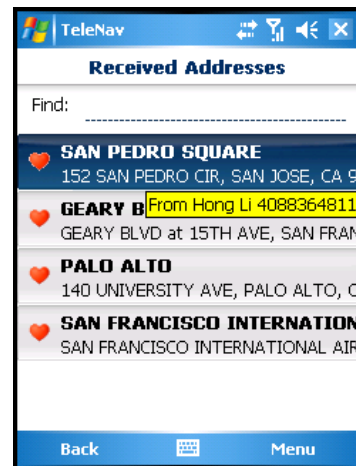 TeleNav
Received Addresses
Find:
SAN PEDRO SQUARE
152 SAN PEDRO CIR, SAN JOSE, CA 9
From Hong Li 4088364811
GEARY B
GEARY BLVD at 15TH AVE, SAN FRAN
PALO ALTO
140 UNIVERSITY AVE, PALO ALTO, C
SAN FRANCISCO INTERNATION
SAN FRANCISCO INTERNATIONAL AIR
Back Menu